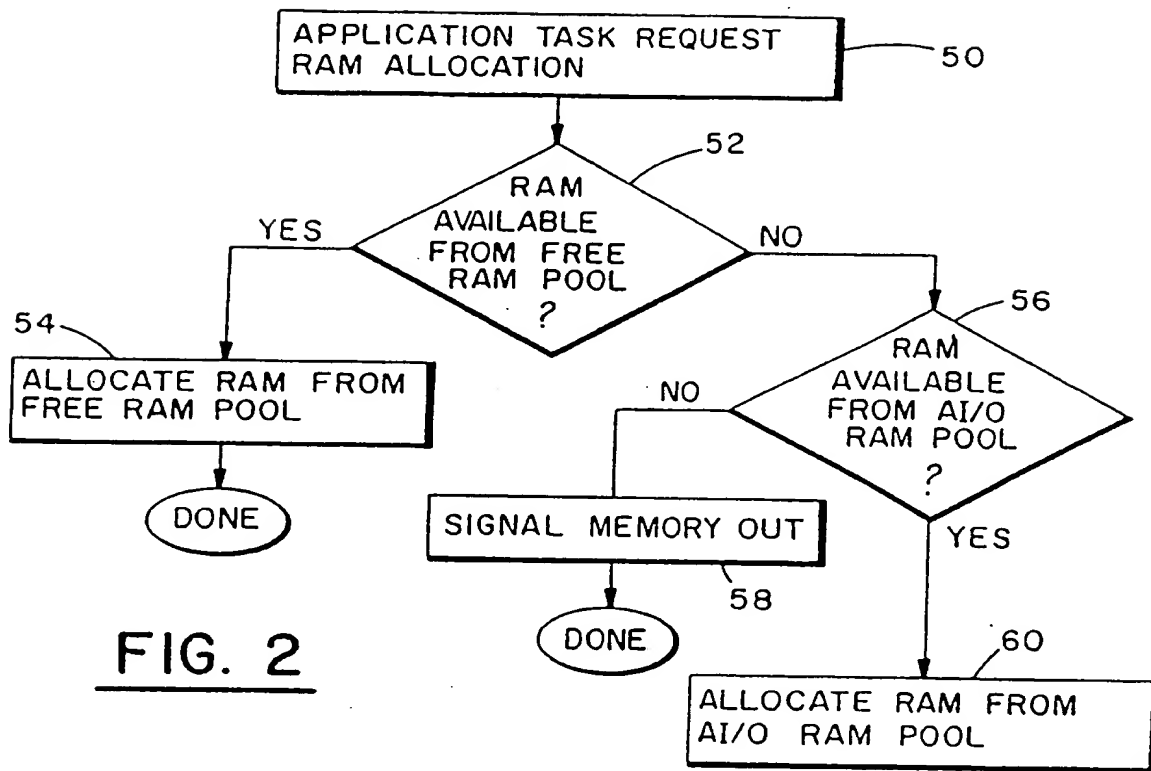 APPLICATION TASK REQUEST
RAM ALLOCATION
50
52
RAM
AVAILABLE
FROM FREE
RAM POOL
?
YES
NO
54
ALLOCATE RAM FROM
FREE RAM POOL
DONE
56
RAM
AVAILABLE
FROM AI/O
RAM POOL
?
NO
YES
SIGNAL MEMORY OUT
58
DONE
60
ALLOCATE RAM FROM
AI/O RAM POOL
FIG. 2